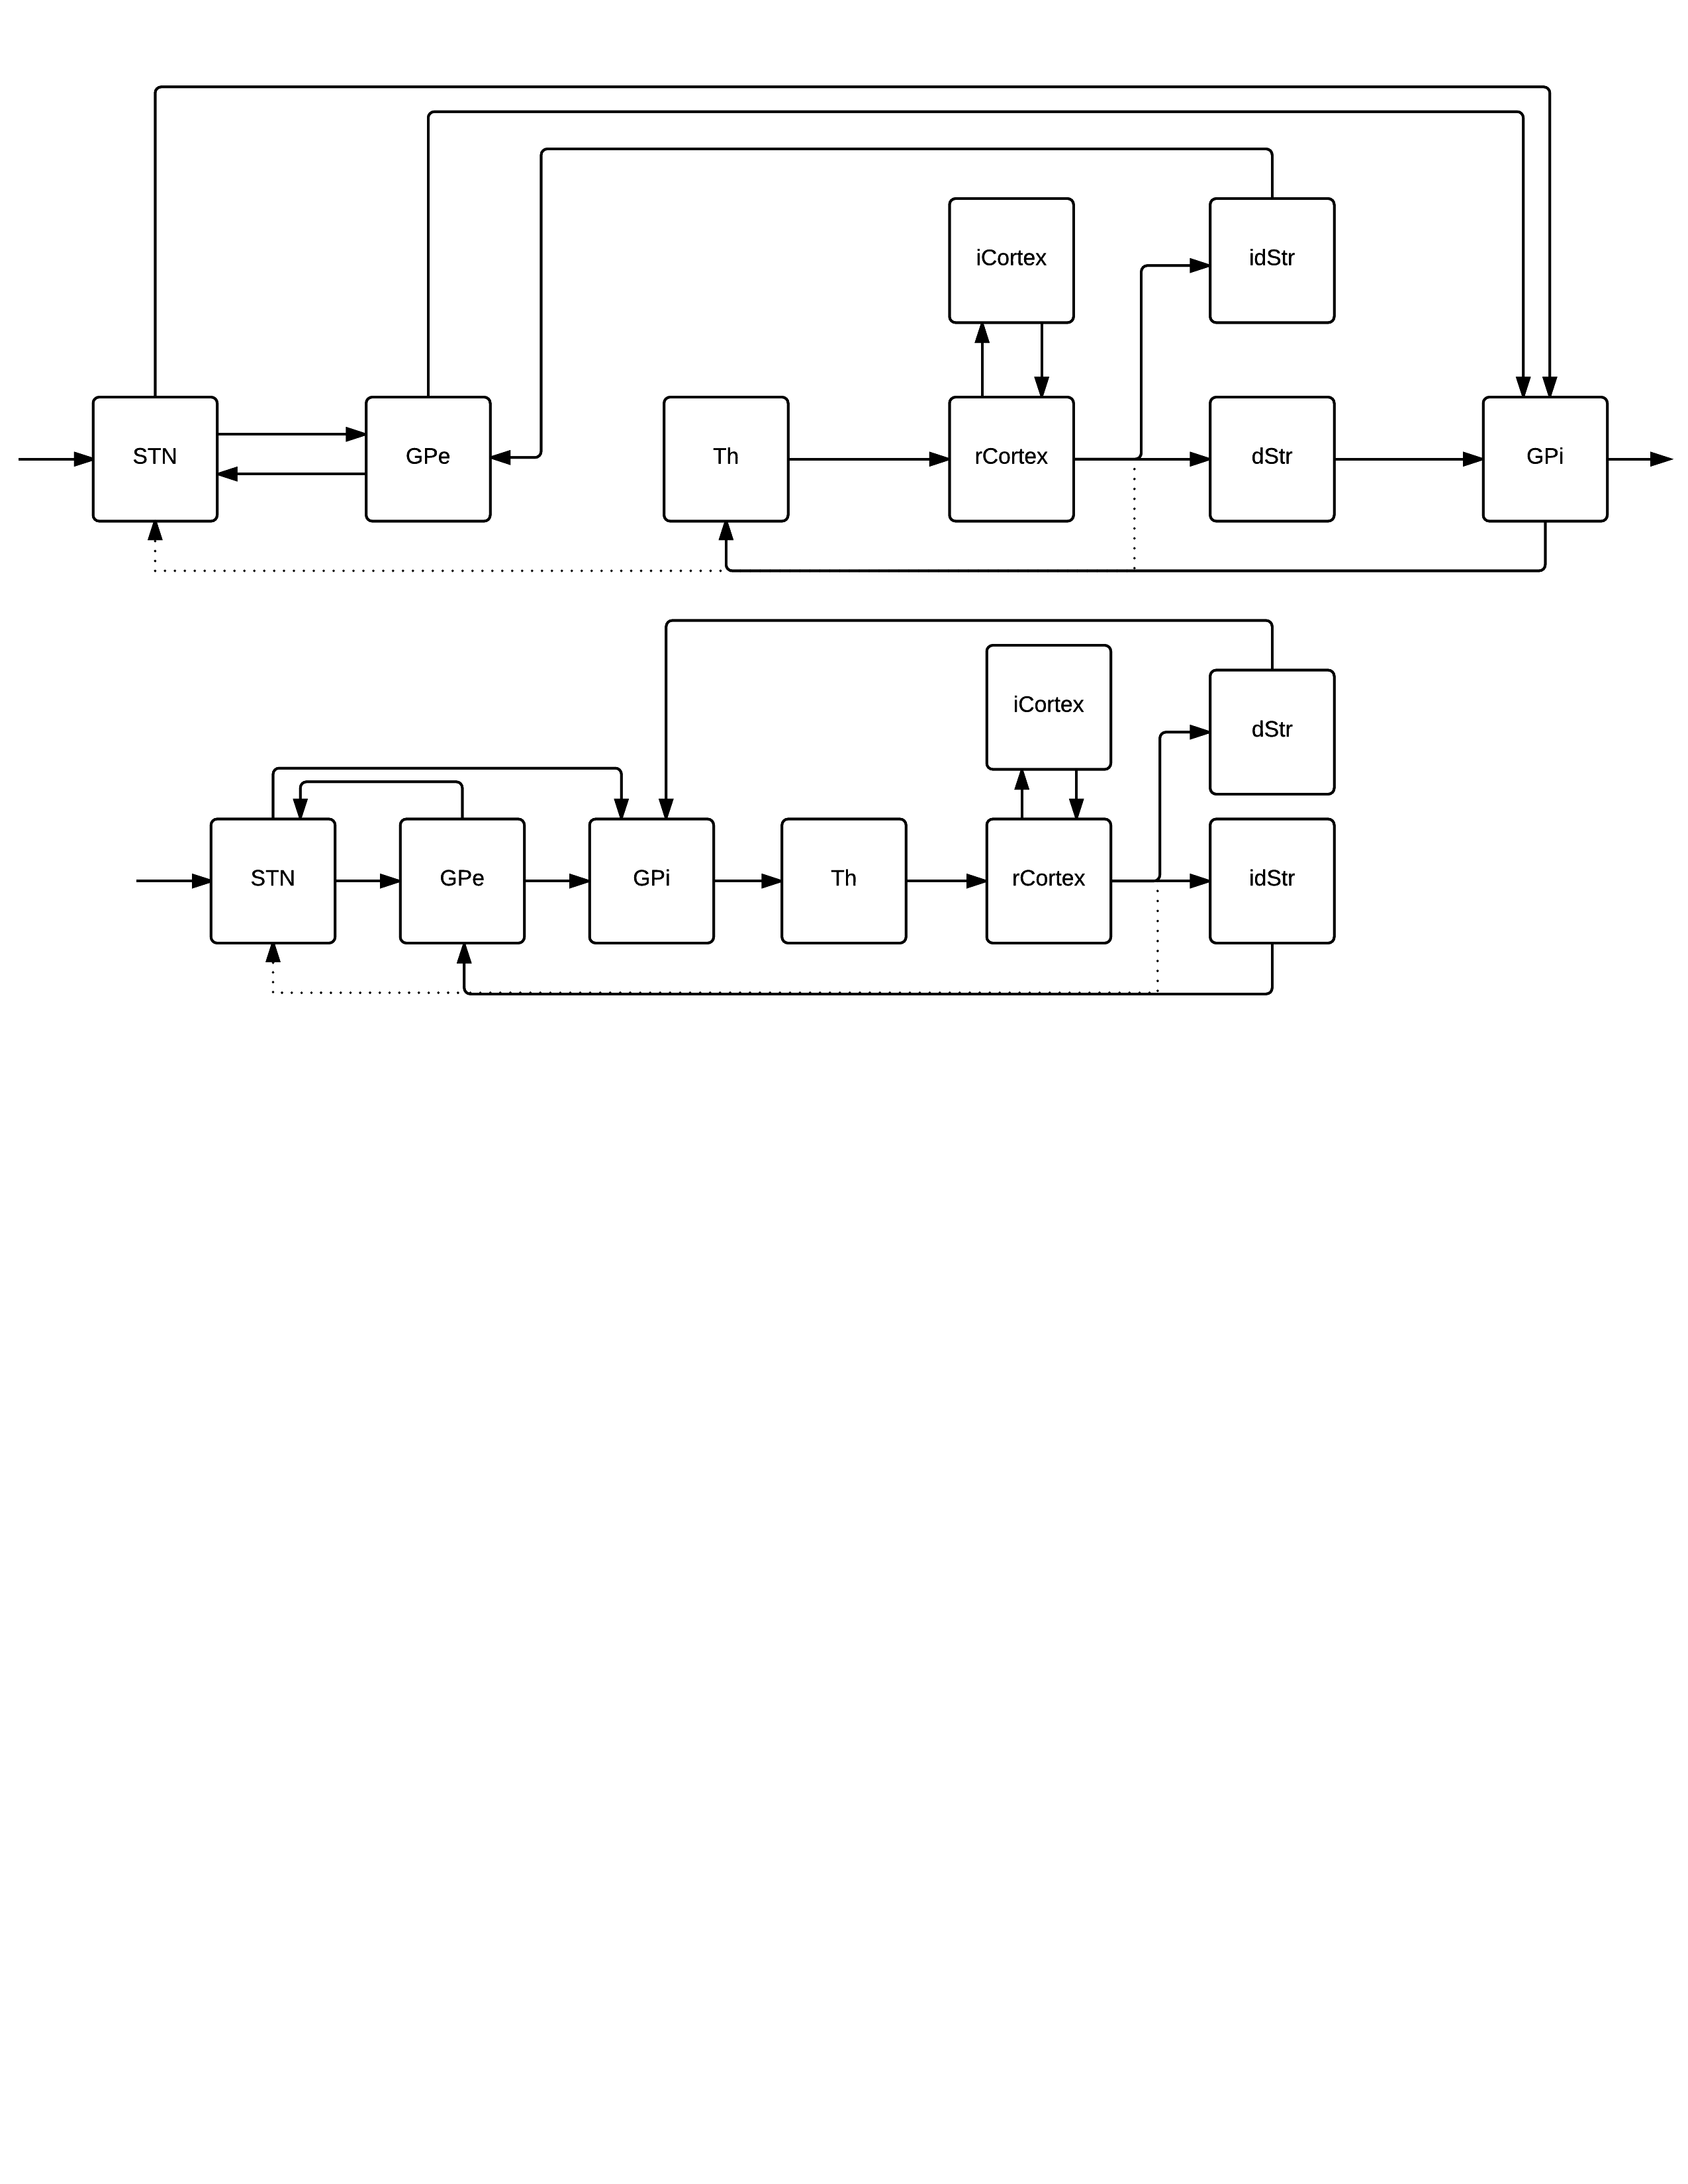 iCortex
idStr
STN
GPe
Th
rCortex
dStr
GPi
iCortex
dStr
STN
GPe
GPi
Th
rCortex
idStr